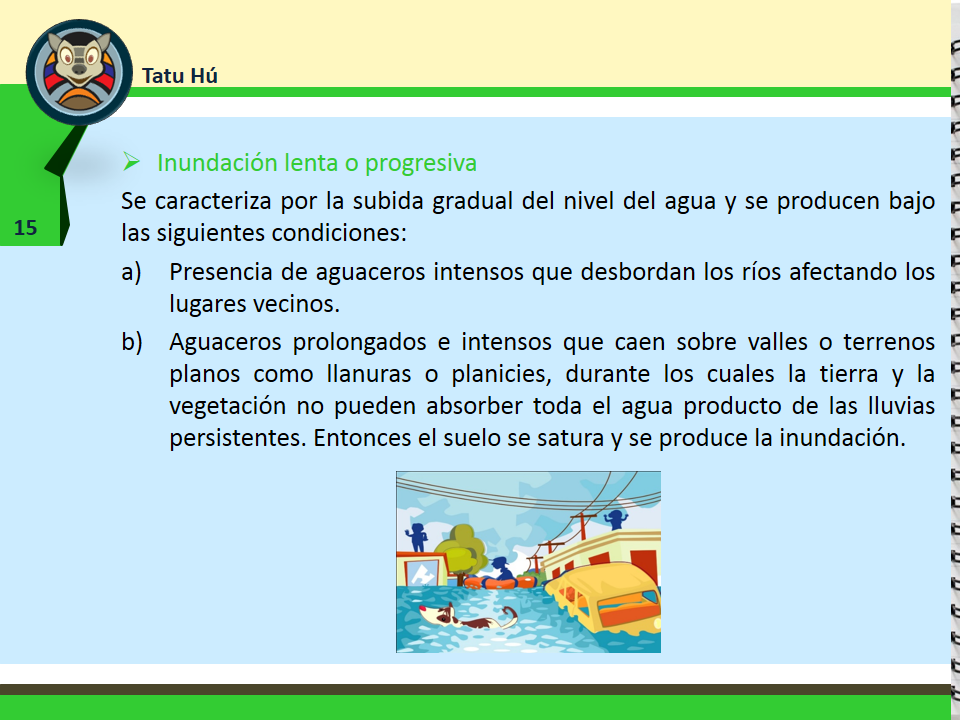 Tatu Hú
15
➢ Inundación lenta o progresiva
Se caracteriza por la subida gradual del nivel del agua y se producen bajo
las siguientes condiciones:
a) Presencia de aguaceros intensos que desbordan los ríos afectando los
lugares vecinos.
b) Aguaceros prolongados e intensos que caen sobre valles o terrenos
planos como llanuras o planicies, durante los cuales la tierra y la
vegetación no pueden absorber toda el agua producto de las lluvias
persistentes. Entonces el suelo se satura y se produce la inundación.